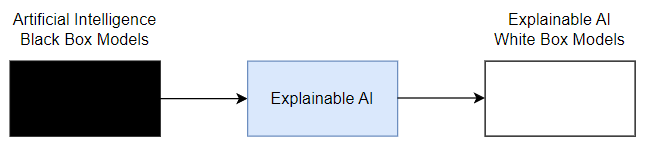 Artificial Intelligence
Black Box Models
Explainable AI
Explainable AI
White Box Models